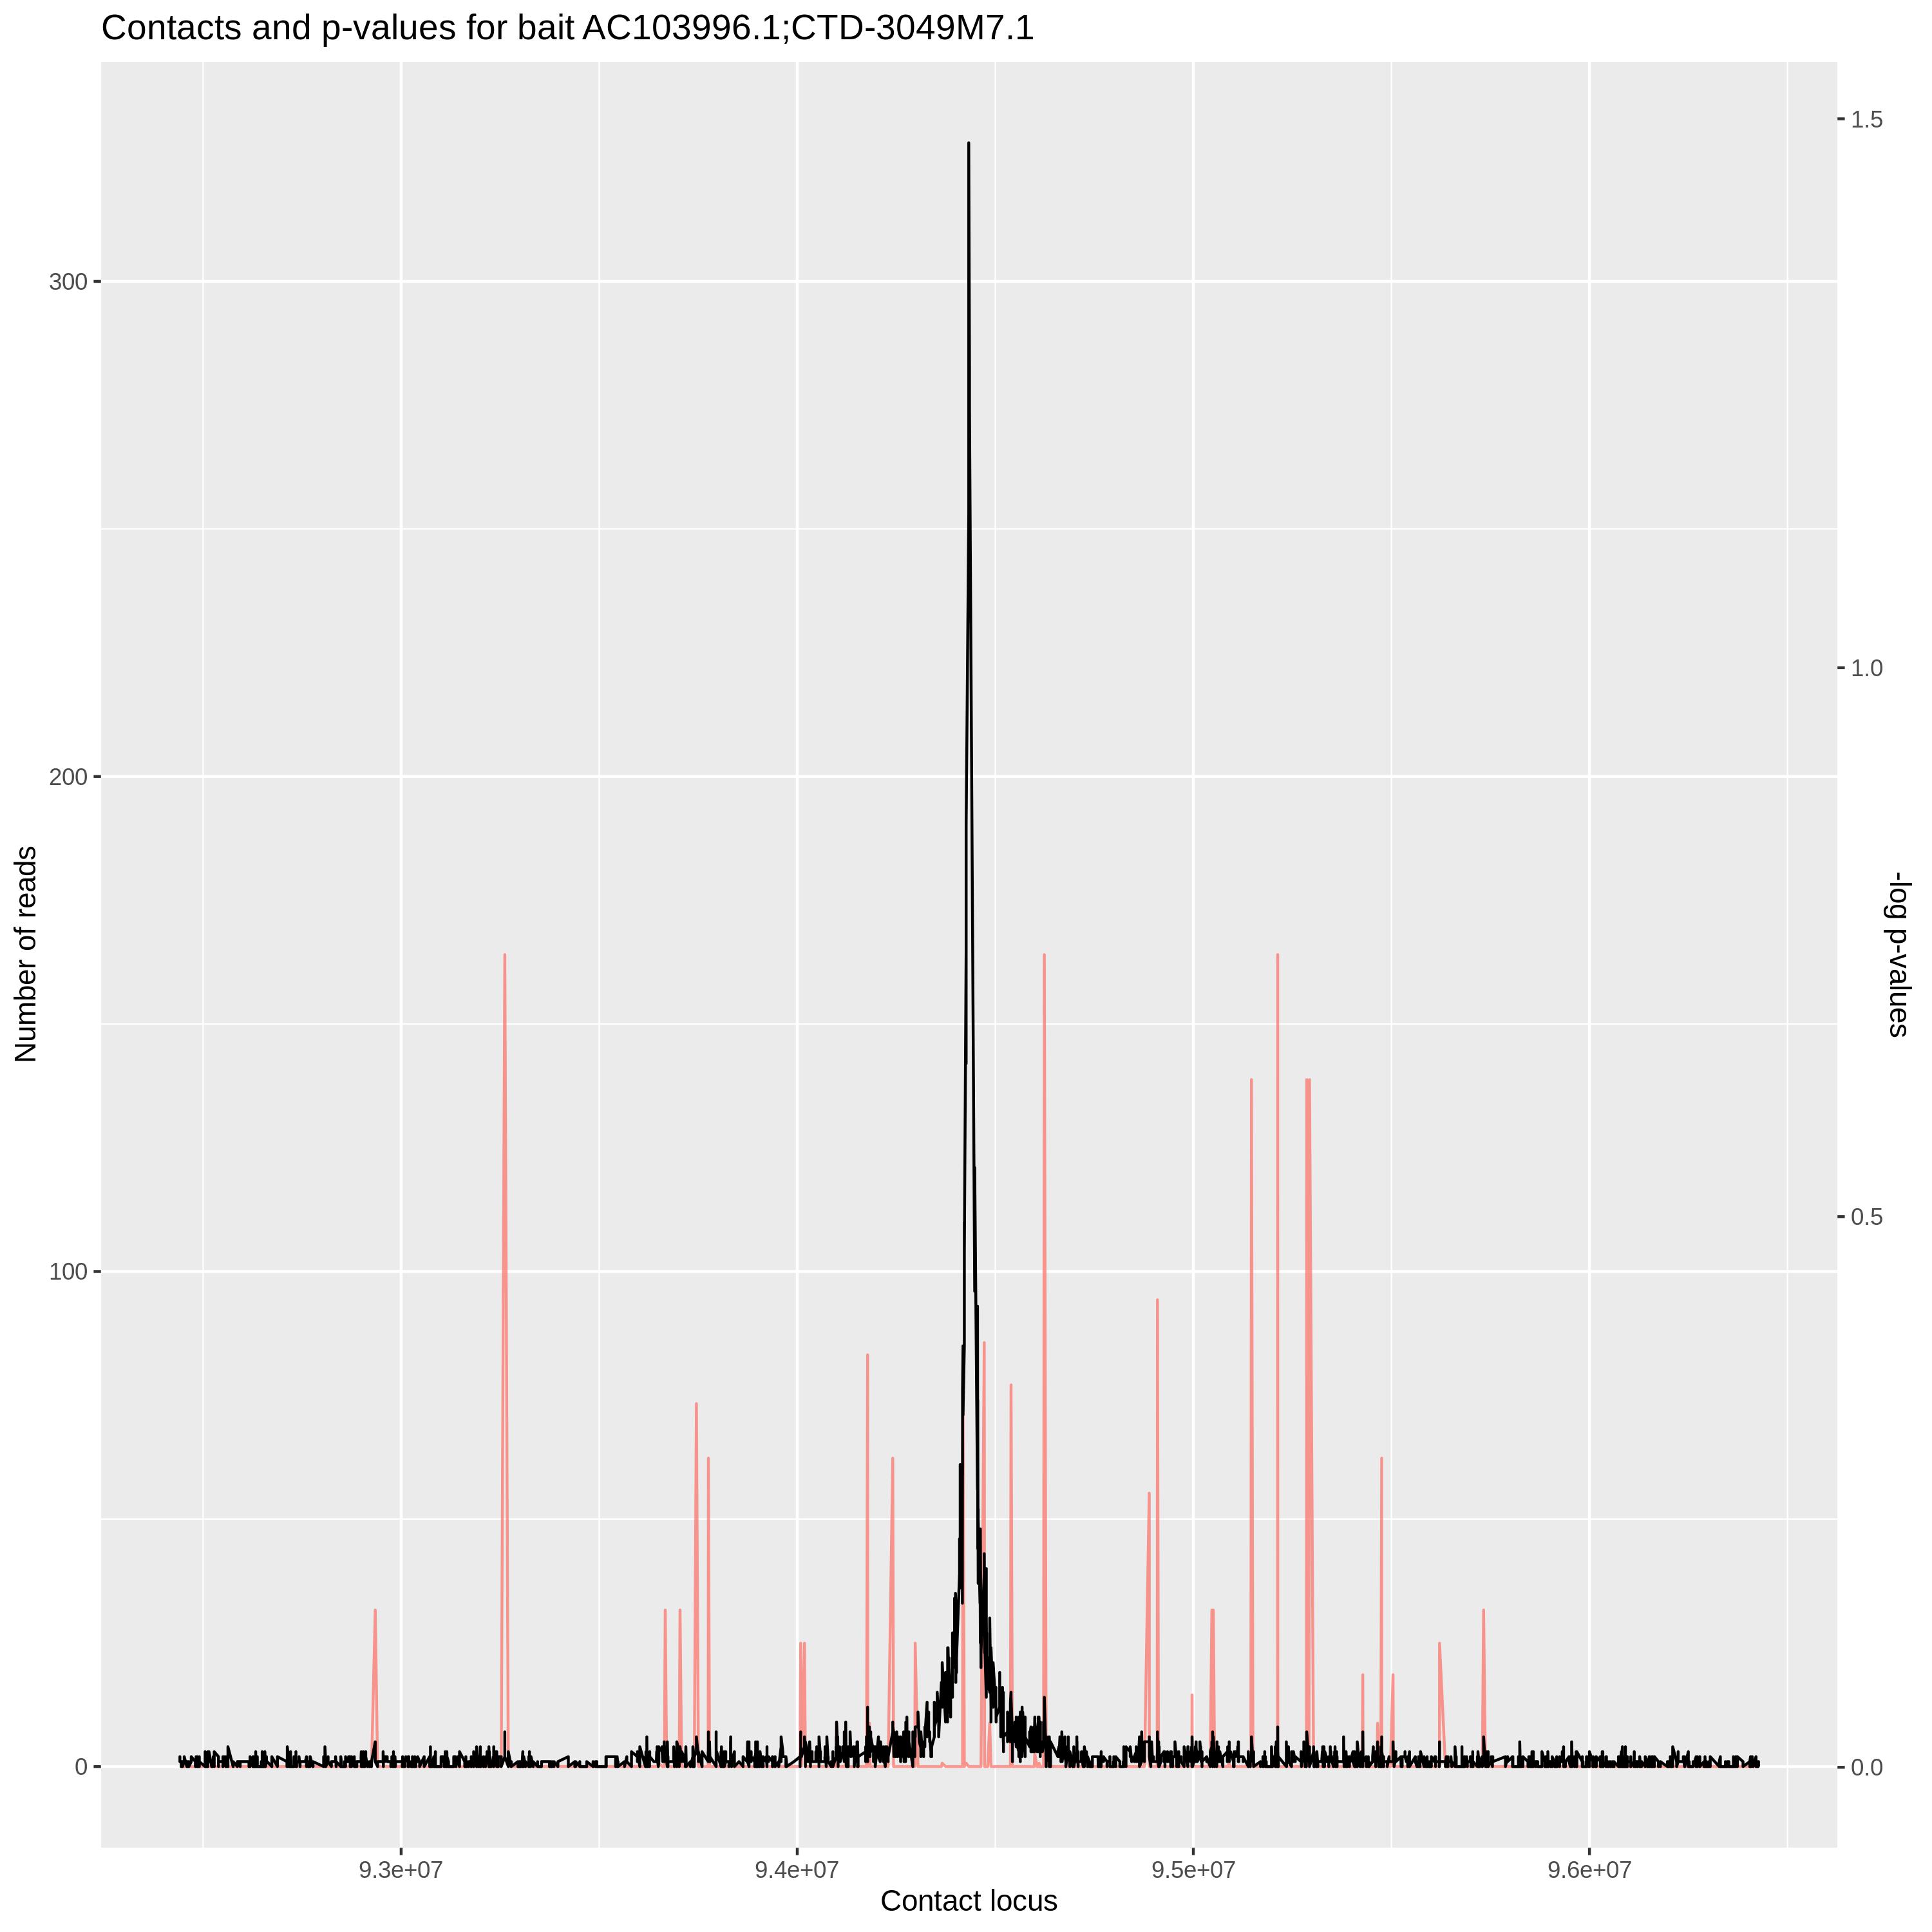 Contacts and p-values for bait AC103996.1;CTD-3049M7.1
Number of reads
300
200
100
0
1.5
1.0
0.5
0.0
-log p-values
9.3e+07 9.4e+07 9.5e+07 9.6e+07
Contact locus